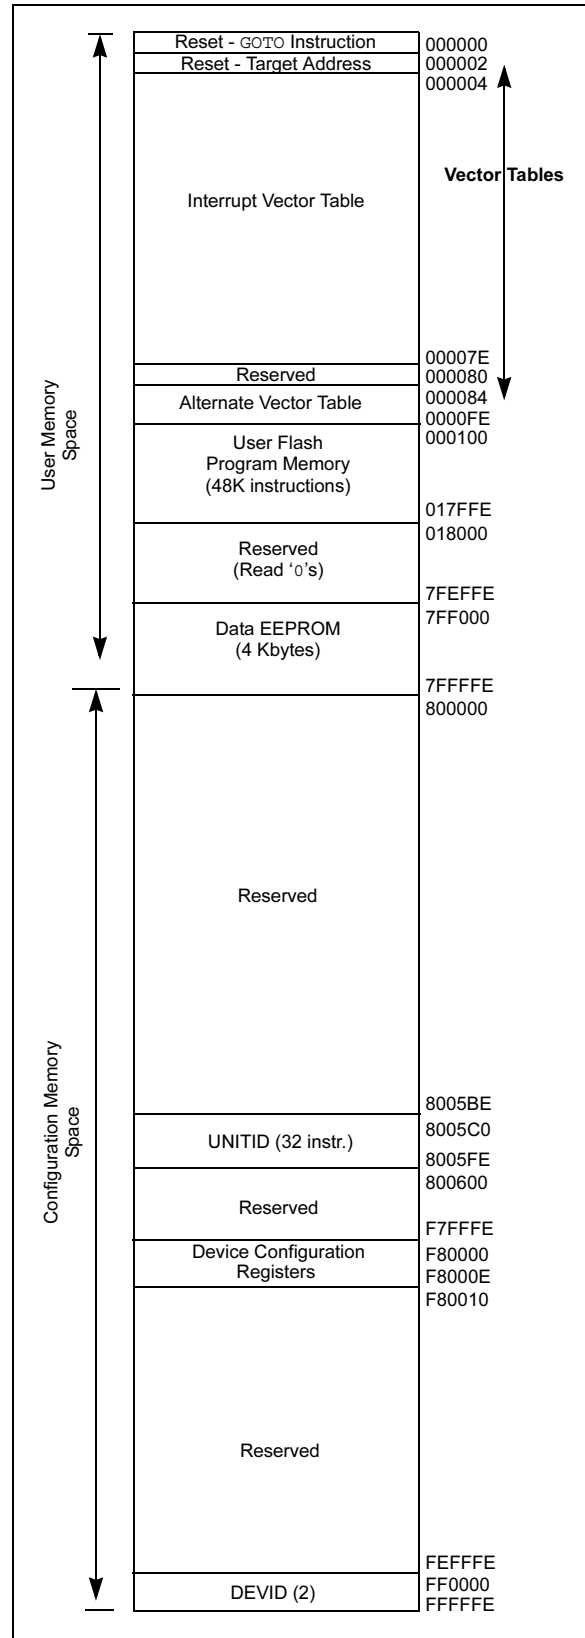 Reset - GOTO Instruction
000000
Reset - Target Address
000002
000004
Vector Tables
Interrupt Vector Table
00007E
Reserved
000080
Alternate Vector Table
000084
0000FE
User Memory
Space
User Flash
Program Memory
(48K instructions)
000100
017FFE
018000
Reserved
(Read ‘0’s)
7FEFFE
7FF000
Data EEPROM
(4 Kbytes)
7FFFFE
800000
Reserved
Configuration Memory
Space
8005BE
8005C0
UNITID (32 instr.)
8005FE
800600
Reserved
F7FFFE
Device Configuration
Registers
F80000
F8000E
F80010
Reserved
FEFFFE
FF0000
DEVID (2)
FFFFFE